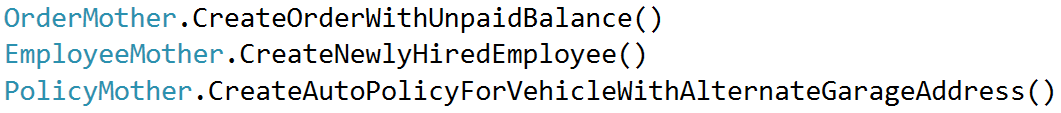 OrderMother.CreateOrderWithUnpaidBalance()
EmployeeMother.CreateNewlyHiredEmployee()
PolicyMother.CreateAutoPolicyForVehicleWithAlternateGarageAddress()